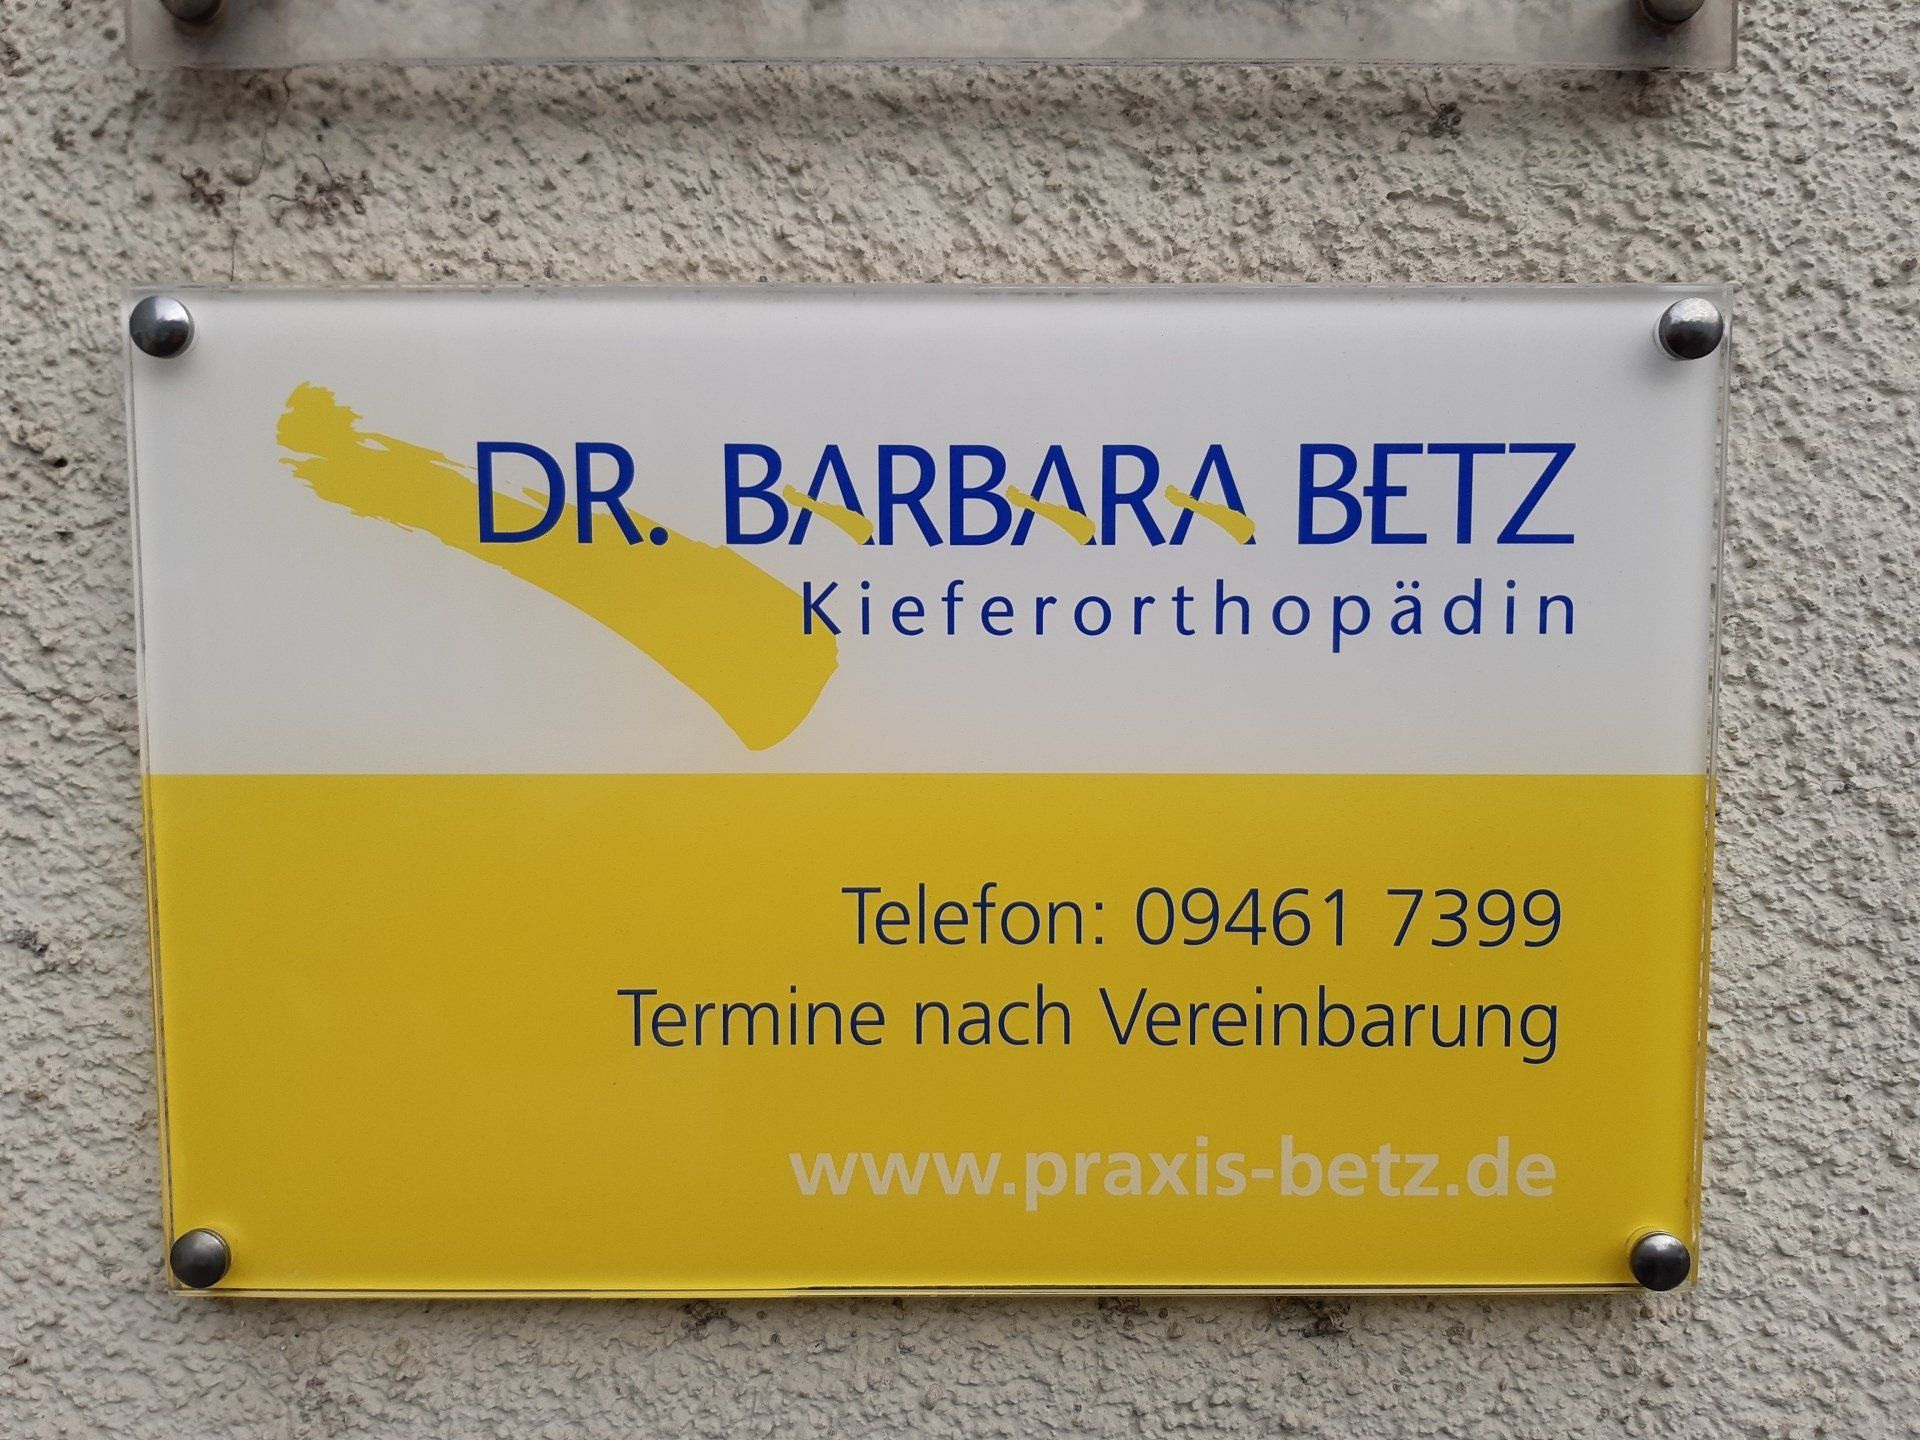 DR. BARBARA BETZ
Kieferorthopädin
Telefon: 09461 7399
Termine nach Vereinbarung
www.praxis-betz.de